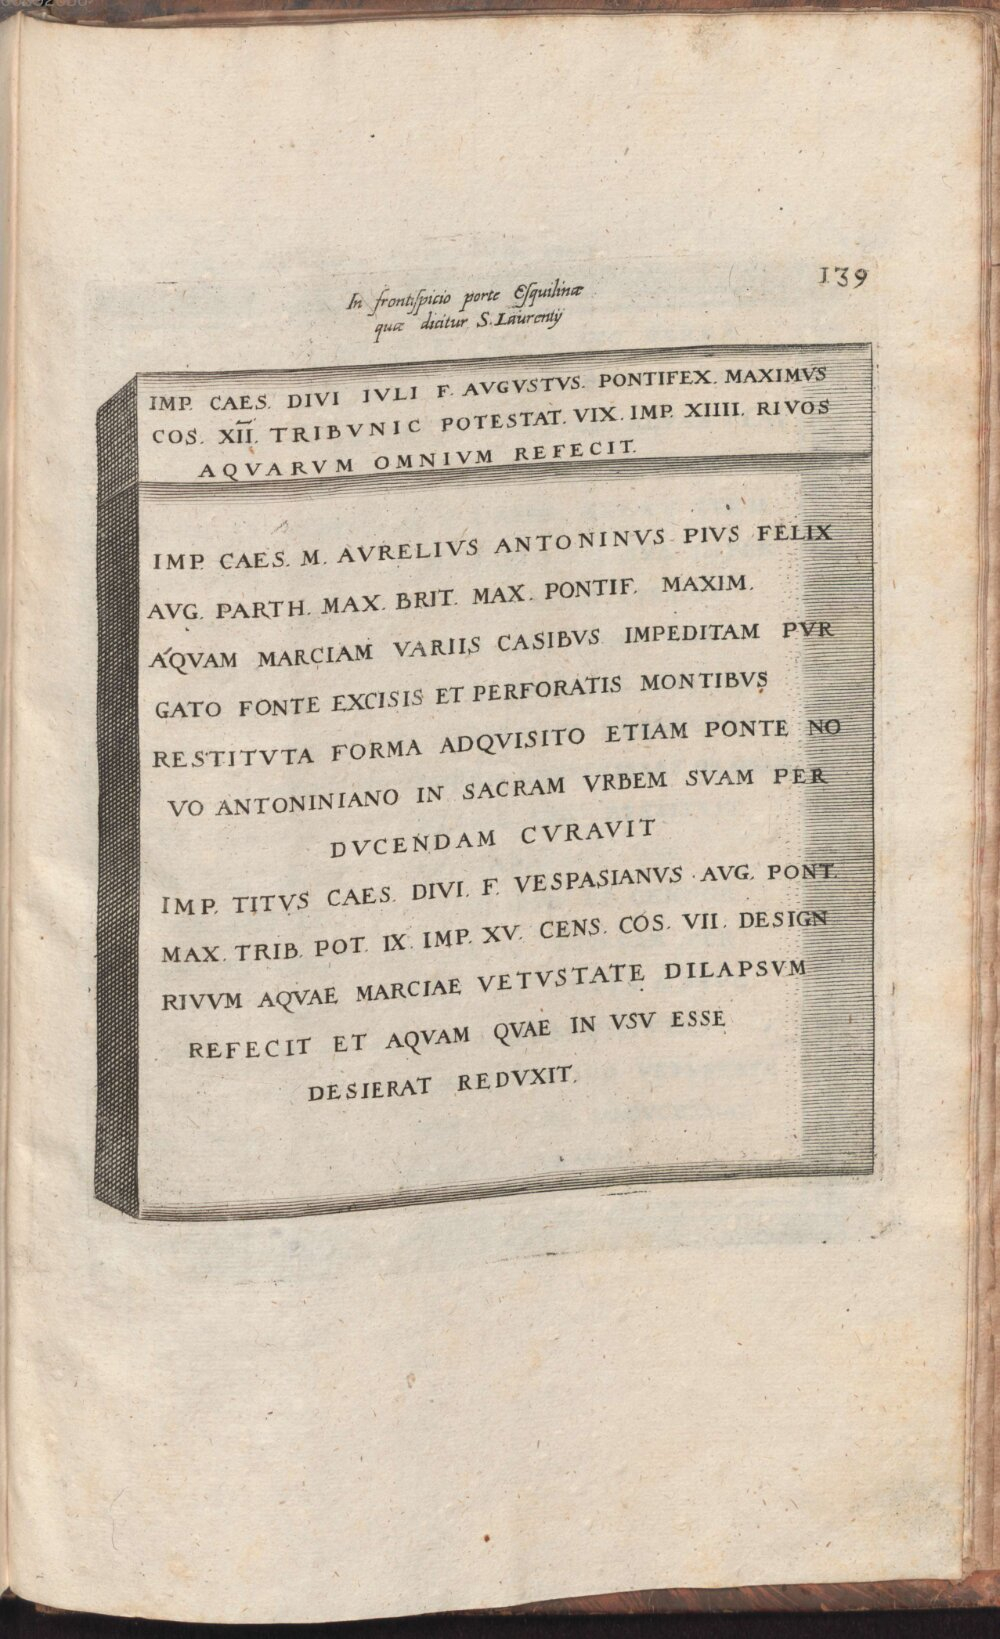 139
In frontispicio porte Esquilinæ
quæ dicitur S. Laurentij
IMP. CAES. DIVI IVLI F. AVGVSTVS. PONTIFEX. MAXIMVS
COS. XII. TRIBVNIC POTESTAT. VIX. IMP. XIIII. RIVOS
AQVARVM OMNIVM REFECIT.
IMP. CAES. M. AVRELIVS ANTONINVS PIVS FELIX
AVG. PARTH. MAX. BRIT. MAX. PONTIF. MAXIM.
AQVAM MARCIAM VARIIS CASIBVS IMPEDITAM PVR
GATO FONTE EXCISIS ET PERFORATIS MONTIBVS
RESTITVTA FORMA ADQVISITO ETIAM PONTE NO
VO ANTONINIANO IN SACRAM VRBEM SVAM PER
DVCENDAM CVRAVIT
IMP. TITVS CAES. DIVI. F. VESPASIANVS. AVG. PONT.
MAX. TRIB. POT. IX. IMP. XV. CENS. COS. VII. DESIGN
RIVVM AQVAE MARCIAE VETVSTATE DILAPSVM
REFECIT ET AQVAM QVAE IN VSV ESSE
DESIERAT REDVXIT.